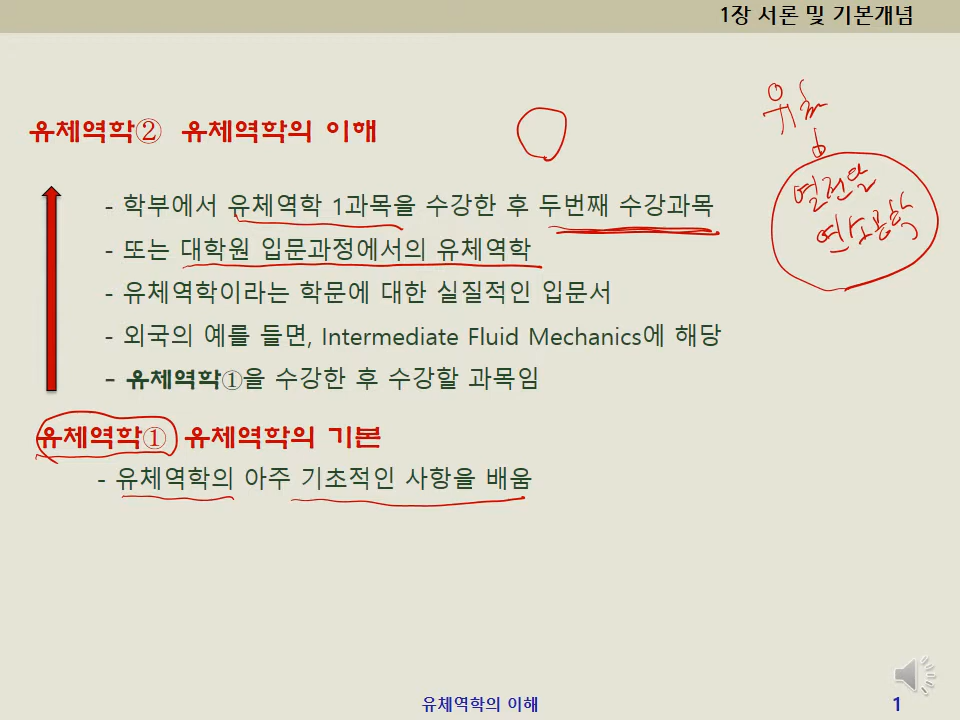 1장 서론 및 기본개념
유체역학② 유체역학의 이해
- 학부에서 유체역학 1과목을 수강한 후 두번째 수강과목
- 또는 대학원 입문과정에서의 유체역학
- 유체역학이라는 학문에 대한 실질적인 입문서
- 외국의 예를 들면, Intermediate Fluid Mechanics에 해당
- 유체역학①을 수강한 후 수강할 과목임
유체역학① 유체역학의 기본
- 유체역학의 아주 기초적인 사항을 배움
열전달
연소공학
유체역학의 이해
1